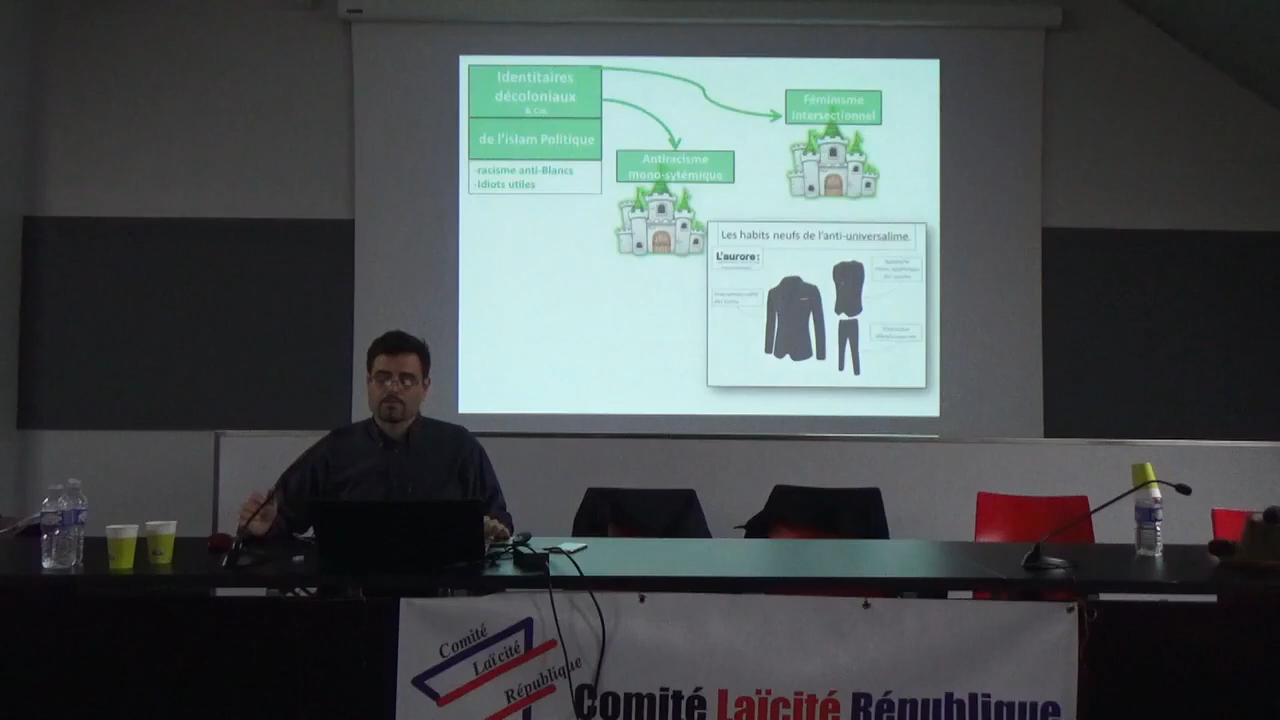 Identitaires
décoloniaux
& Cie.
de l'islam Politique
-racisme anti-Blancs
-Idiots utiles
Antiracisme
mono-sytémique
Féminisme
Intersectionnel
Les habits neufs de l'anti-universalime
L'aurore :
Comité
Laïcité
République
Comité Laïcité République